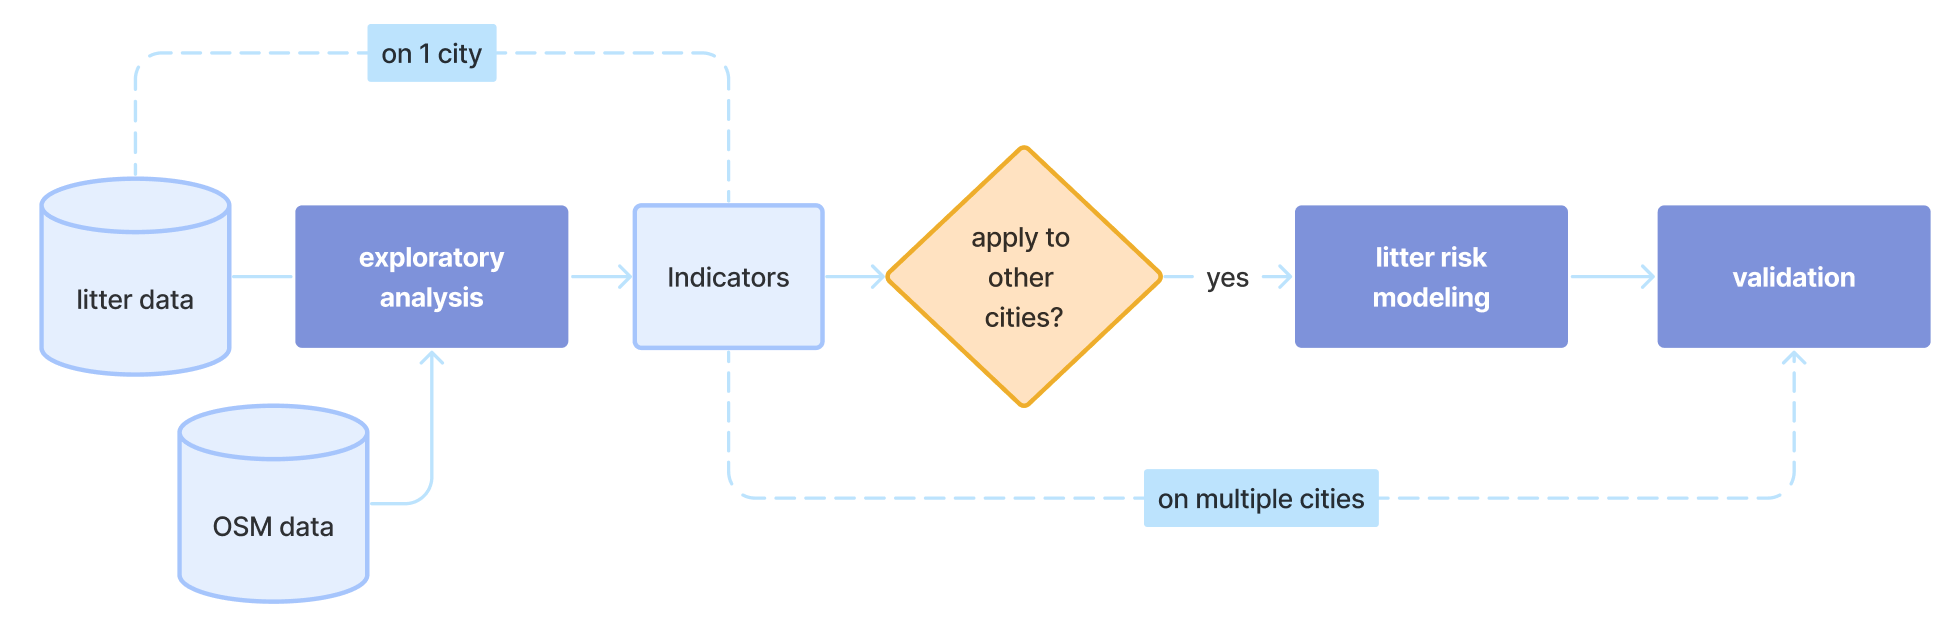 on 1 city
litter data
exploratory
analysis
Indicators
apply to
other
cities?
yes
litter risk
modeling
validation
OSM data
on multiple cities